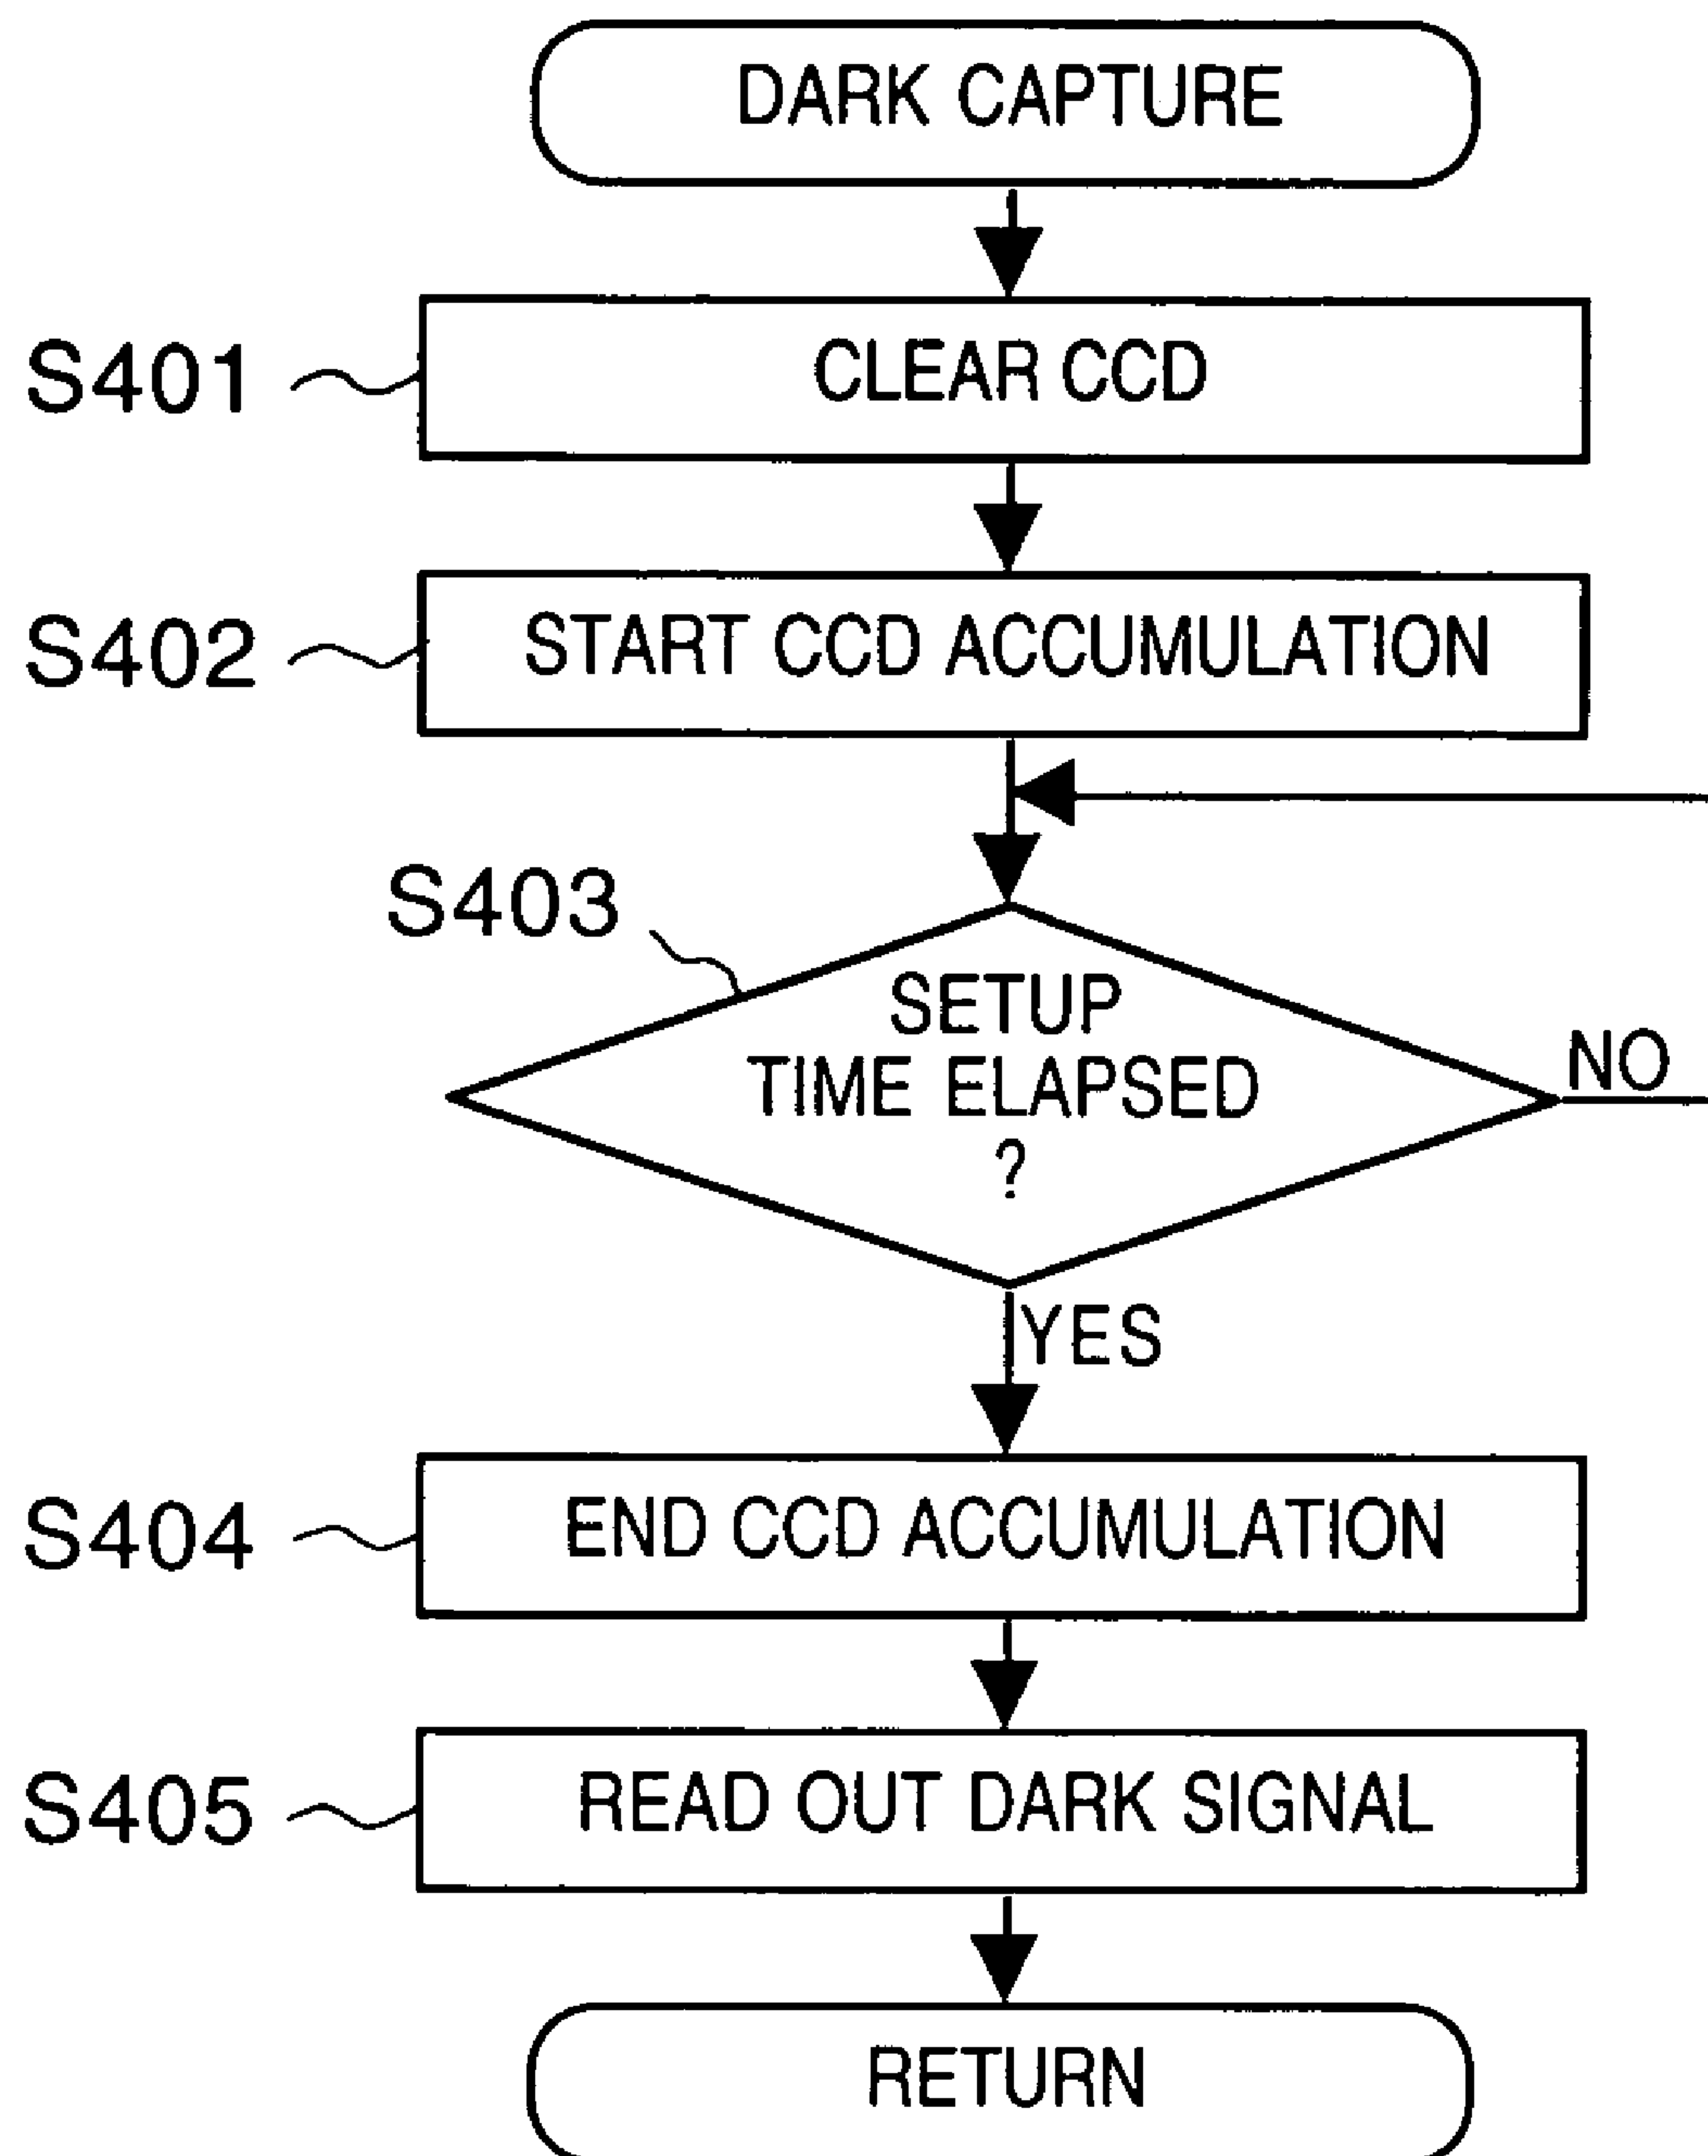 DARK CAPTURE
S401
CLEAR CCD
S402
START CCD ACCUMULATION
S403
SETUP
TIME ELAPSED
?
NO
YES
S404
END CCD ACCUMULATION
S405
READ OUT DARK SIGNAL
RETURN